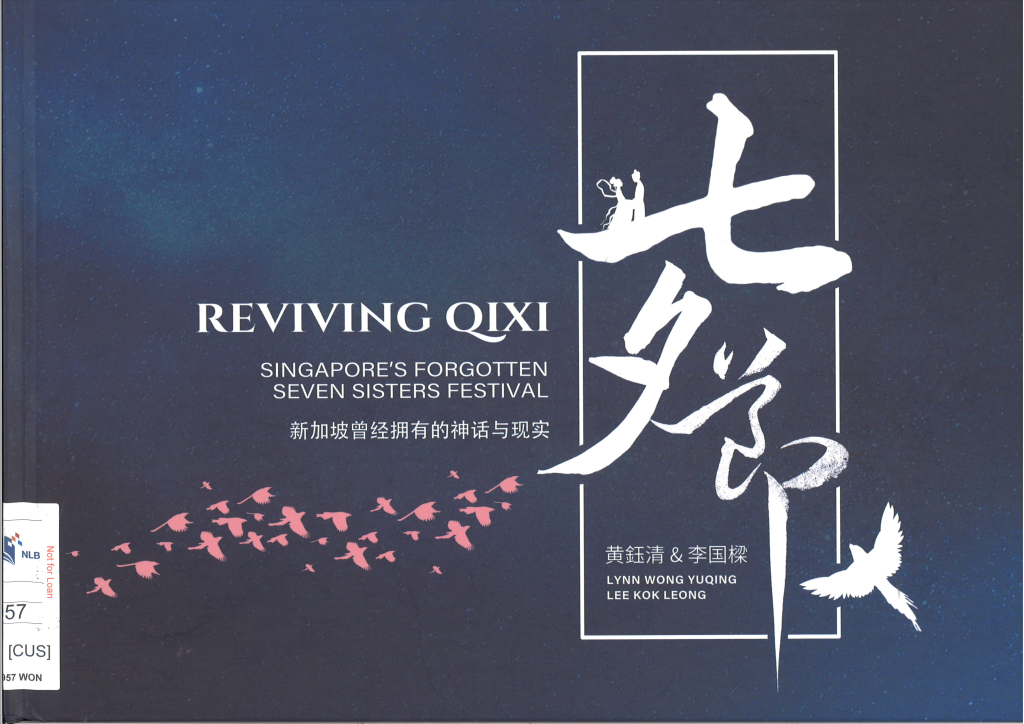 REVIVING QIXI
SINGAPORE'S FORGOTTEN
SEVEN SISTERS FESTIVAL
新加坡曾经拥有的神话与现实
七夕節
黄鈺清 & 李国樑
LYNN WONG YUQING
LEE KOK LEONG
NLB
Not for Loan
57
[CUS]
957 WON